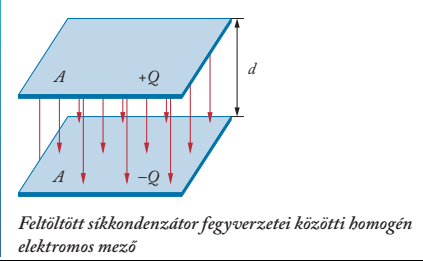 A +Q
d
A −Q
Feltöltött síkkondenzátor fegyverzetei közötti homogén
elektromos mező